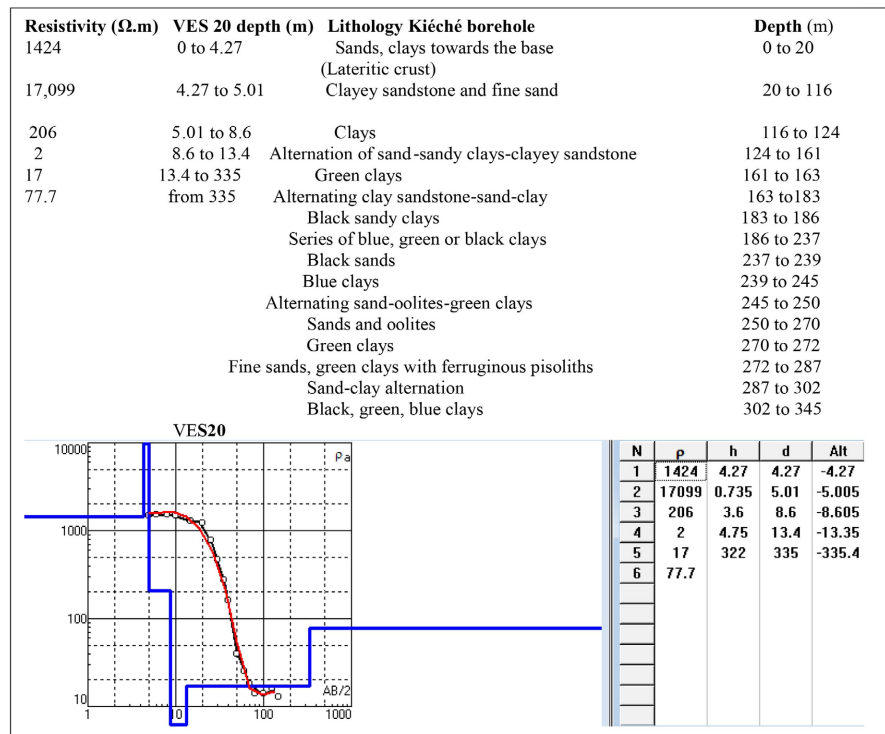 Resistivity (Ω.m) VES 20 depth (m) Lithology Kiéché borehole Depth (m)
1424 0 to 4.27 Sands, clays towards the base 0 to 20
(Lateritic crust)
17,099 4.27 to 5.01 Clayey sandstone and fine sand 20 to 116
206 5.01 to 8.6 Clays 116 to 124
2 8.6 to 13.4 Alternation of sand-sandy clays-clayey sandstone 124 to 161
17 13.4 to 335 Green clays 161 to 163
77.7 from 335 Alternating clay sandstone-sand-clay 163 to183
Black sandy clays 183 to 186
Series of blue, green or black clays 186 to 237
Black sands 237 to 239
Blue clays 239 to 245
Alternating sand-oolites-green clays 245 to 250
Sands and oolites 250 to 270
Green clays 270 to 272
Fine sands, green clays with ferruginous pisoliths 272 to 287
Sand-clay alternation 287 to 302
Black, green, blue clays 302 to 345
VES20
10000
ρa
1000
100
10
AB/2
1 10 100 1000
N ρ h d Alt
1 1424 4.27 4.27 -4.27
2 17099 0.735 5.01 -5.005
3 206 3.6 8.6 -8.605
4 2 4.75 13.4 -13.35
5 17 322 335 -335.4
6 77.7